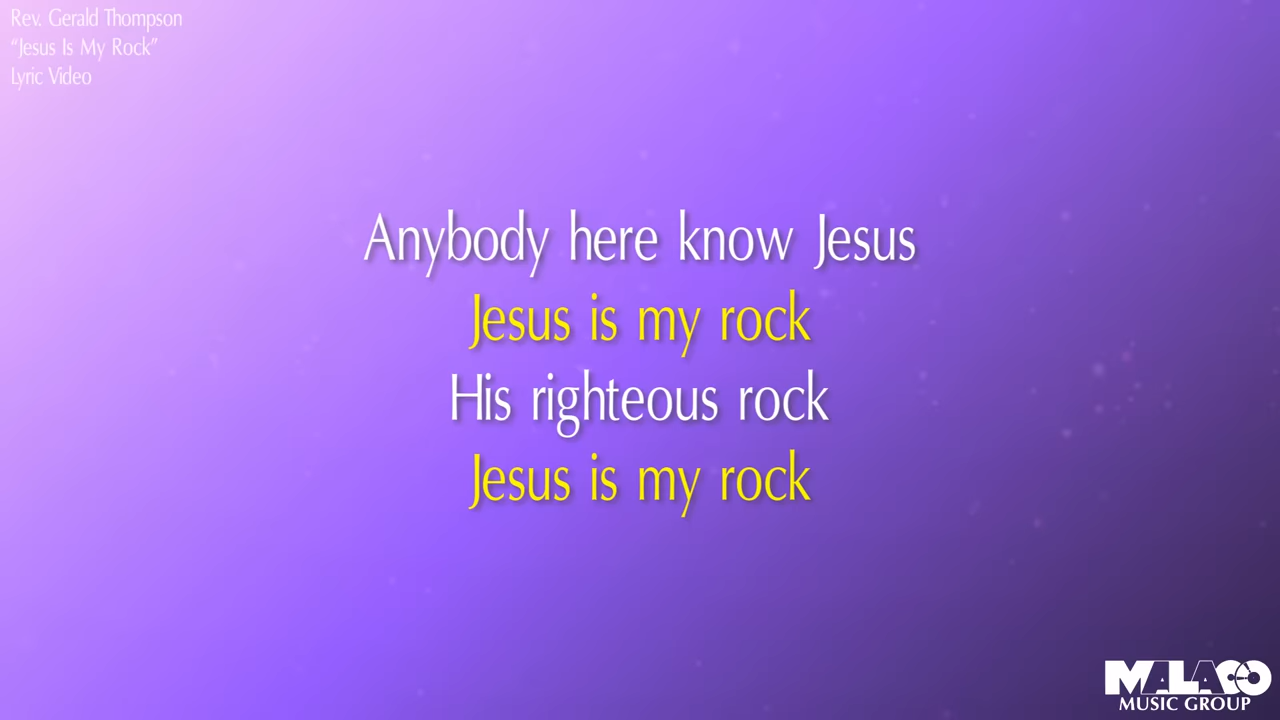 Rev. Gerald Thompson
“Jesus Is My Rock”
Lyric Video
Anybody here know Jesus
Jesus is my rock
His righteous rock
Jesus is my rock
MALACO
MUSIC GROUP